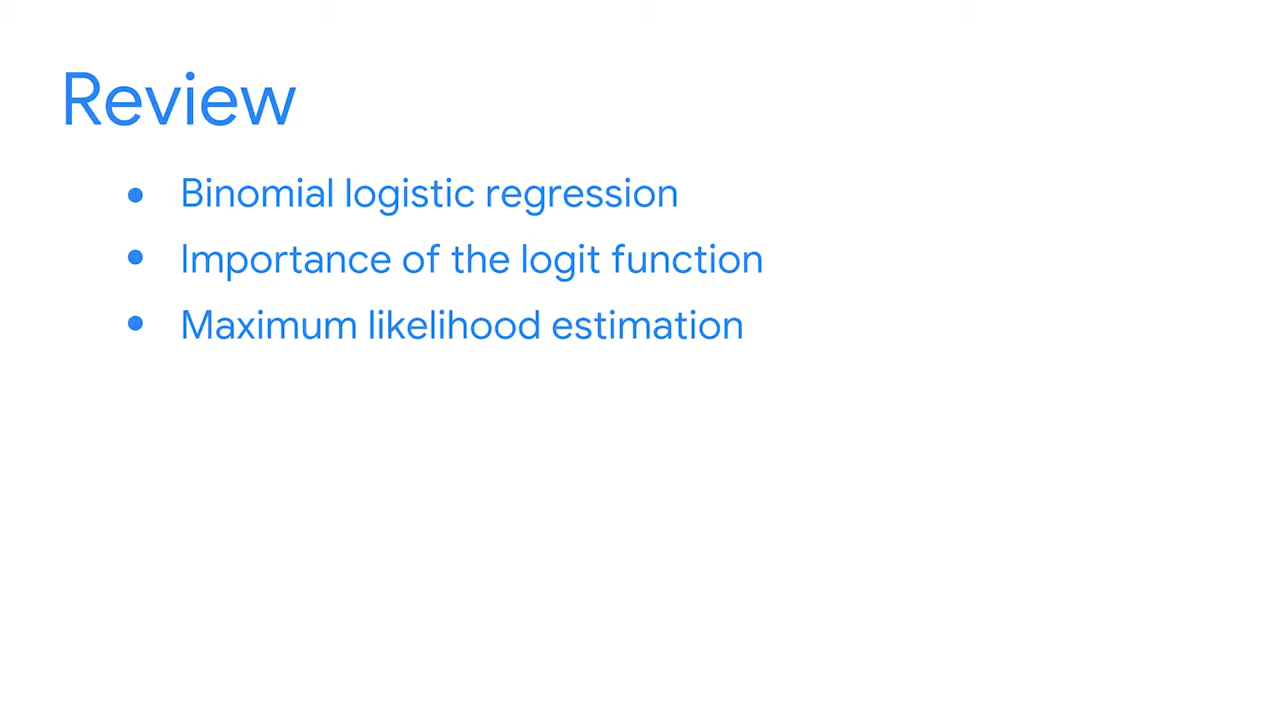 Review
• Binomial logistic regression
• Importance of the logit function
• Maximum likelihood estimation